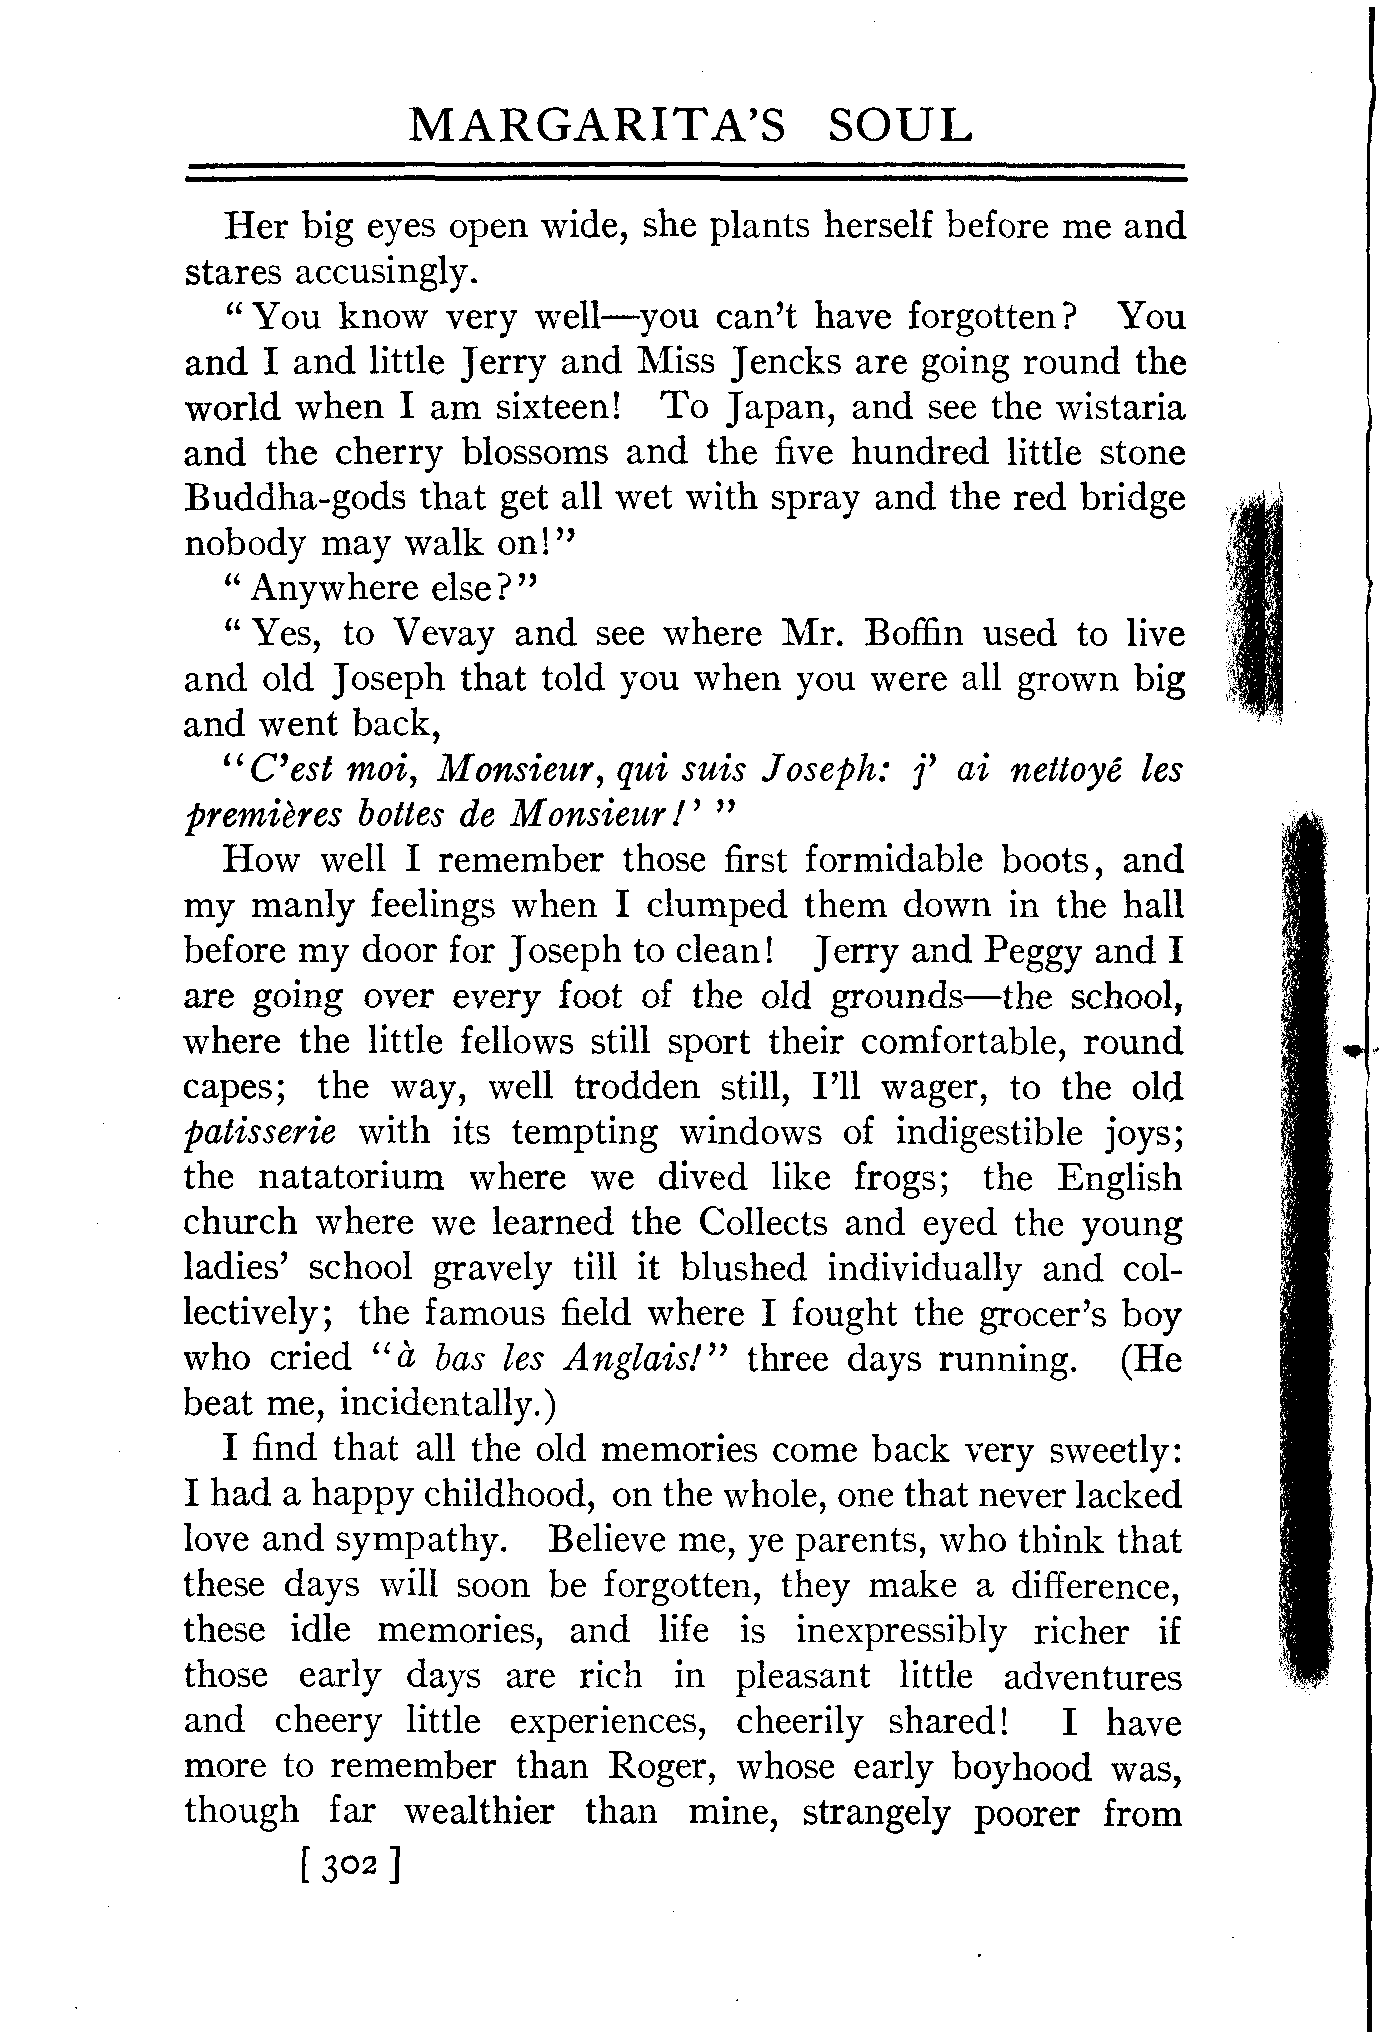 MARGARITA'S SOUL
Her big eyes open wide, she plants herself before me and
stares accusingly.
"You know very well—you can't have forgotten? You
and I and little Jerry and Miss Jencks are going round the
world when I am sixteen! To Japan, and see the wistaria
and the cherry blossoms and the five hundred little stone
Buddha-gods that get all wet with spray and the red bridge
nobody may walk on!"
"Anywhere else?"
"Yes, to Vevay and see where Mr. Boffin used to live
and old Joseph that told you when you were all grown big
and went back,
"C'est moi, Monsieur, qui suis Joseph: j' ai nettoyé les
premières bottes de Monsieur!' "
How well I remember those first formidable boots, and
my manly feelings when I clumped them down in the hall
before my door for Joseph to clean! Jerry and Peggy and I
are going over every foot of the old grounds—the school,
where the little fellows still sport their comfortable, round
capes; the way, well trodden still, I'll wager, to the old
patisserie with its tempting windows of indigestible joys;
the natatorium where we dived like frogs; the English
church where we learned the Collects and eyed the young
ladies' school gravely till it blushed individually and col-
lectively; the famous field where I fought the grocer's boy
who cried "à bas les Anglais!" three days running. (He
beat me, incidentally.)
I find that all the old memories come back very sweetly:
I had a happy childhood, on the whole, one that never lacked
love and sympathy. Believe me, ye parents, who think that
these days will soon be forgotten, they make a difference,
these idle memories, and life is inexpressibly richer if
those early days are rich in pleasant little adventures
and cheery little experiences, cheerily shared! I have
more to remember than Roger, whose early boyhood was,
though far wealthier than mine, strangely poorer from
[302]